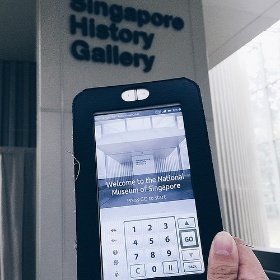 Singapore
History
Gallery
Welcome to the National
Museum of Singapore
Press GO to start
1 2 3
4 5 6
GO
7 8 9
C 0